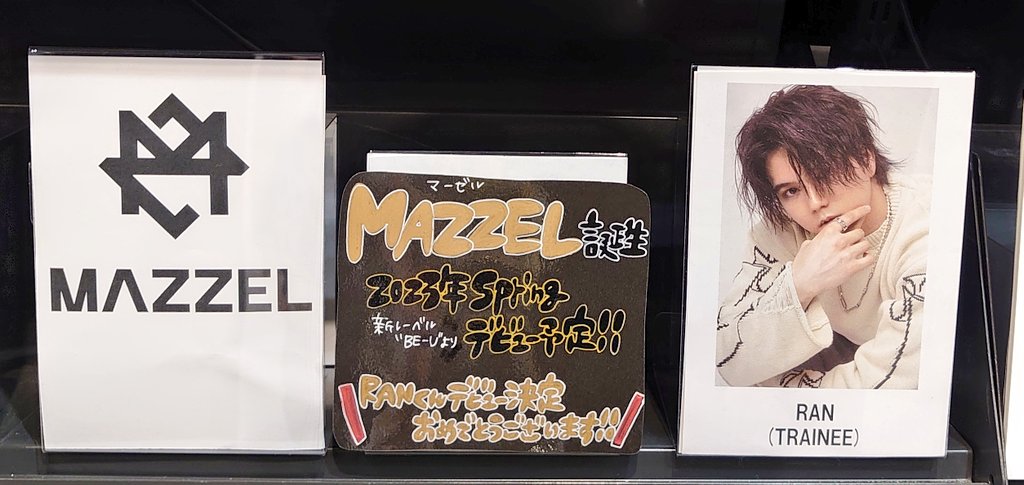 MAZZEL
マーゼル
MAZZEL誕生
2023年Spring
新レーベル
"BE-U"より
デビュー予定!!
RANくんデビュー決定
おめでとうございます!!
RAN
(TRAINEE)